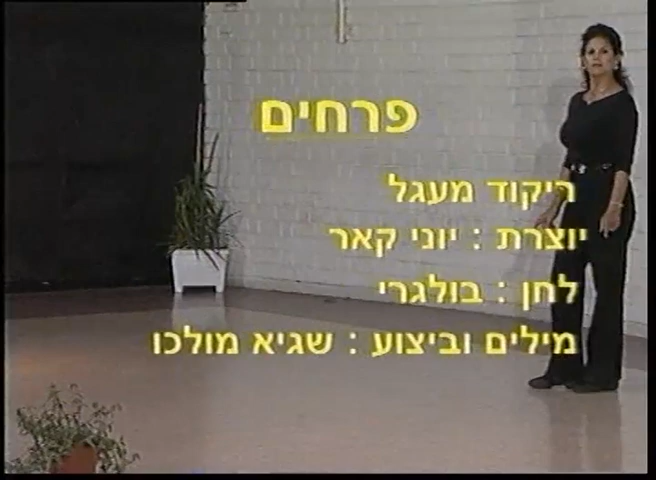 פרחים
ריקוד מעגל
יוצרת : יוני קאר
לחן : בולגרי
מילים וביצוע : שגיא מולכו